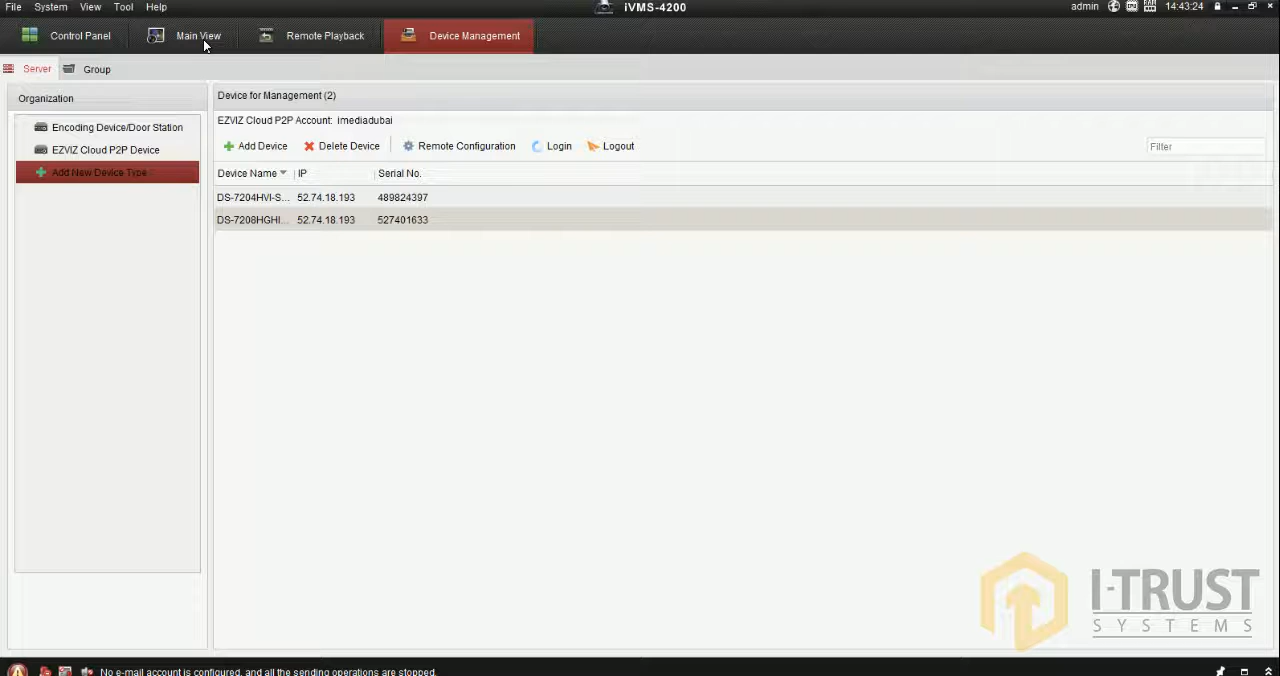 File System View Tool Help iVMS-4200 admin 14:43:24
Control Panel Main View Remote Playback Device Management
Server Group
Organization
Encoding Device/Door Station
EZVIZ Cloud P2P Device
Add New Device Type
Device for Management (2)
EZVIZ Cloud P2P Account: imediadubai
Add Device Delete Device Remote Configuration Login Logout Filter
Device Name IP Serial No.
DS-7204HVI-S... 52.74.18.193 489824397
DS-7208HGHI... 52.74.18.193 527401633
I-TRUST
SYSTEMS
No e-mail account is configured, and all the sending operations are stopped.